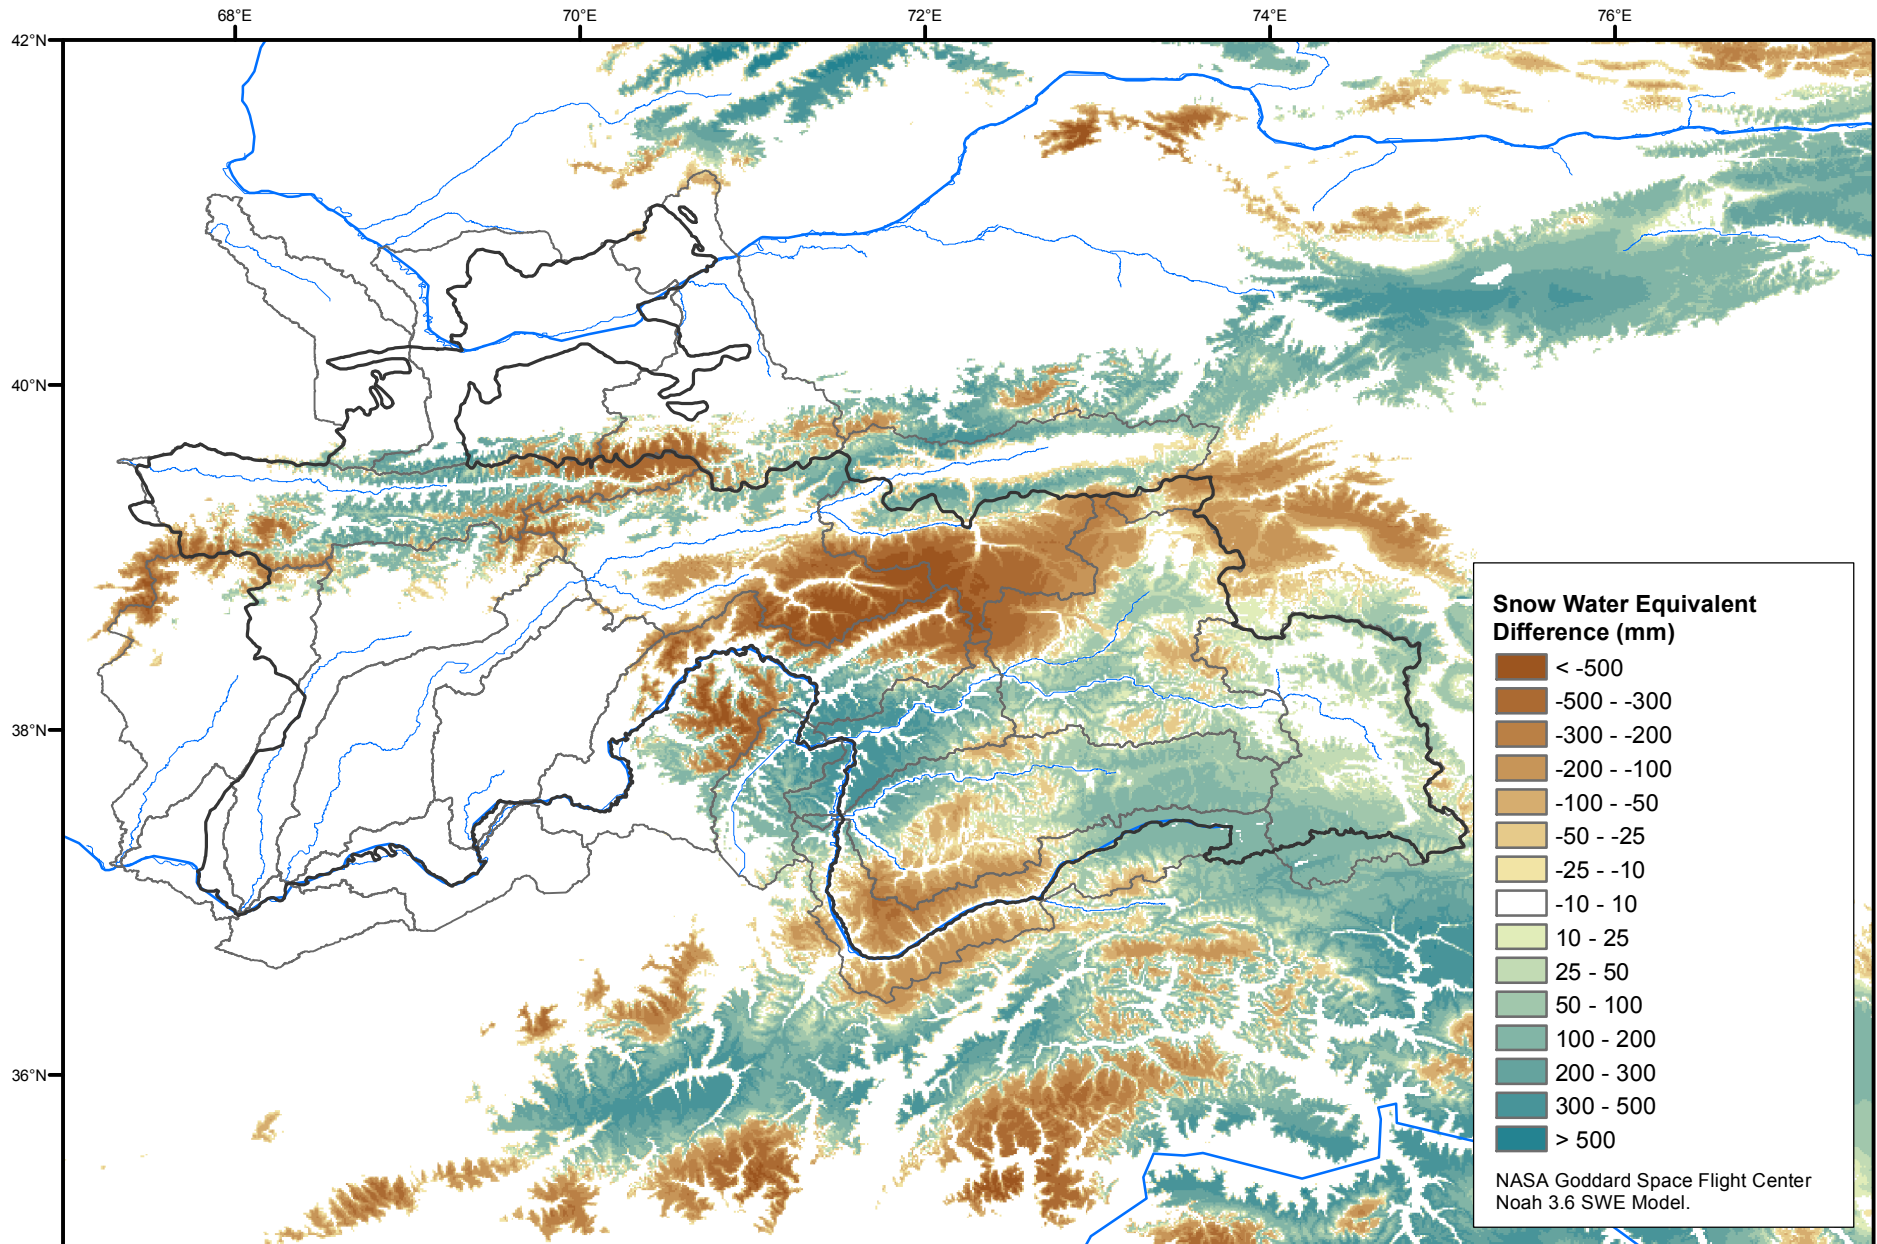 68°E
70°E
72°E
74°E
76°E
42°N
40°N
38°N
36°N
Snow Water Equivalent
Difference (mm)
< -500
-500 - -300
-300 - -200
-200 - -100
-100 - -50
-50 - -25
-25 - -10
-10 - 10
10 - 25
25 - 50
50 - 100
100 - 200
200 - 300
300 - 500
> 500
NASA Goddard Space Flight Center
Noah 3.6 SWE Model.